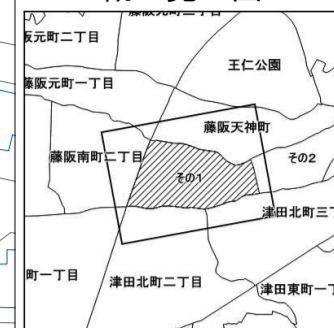 阪元町二丁目
王仁公園
藤阪元町一丁目
藤阪天神町
藤阪南町二丁目
その2
その1
津田北町三丁
町一丁目
津田北町二丁目
津田東町一丁